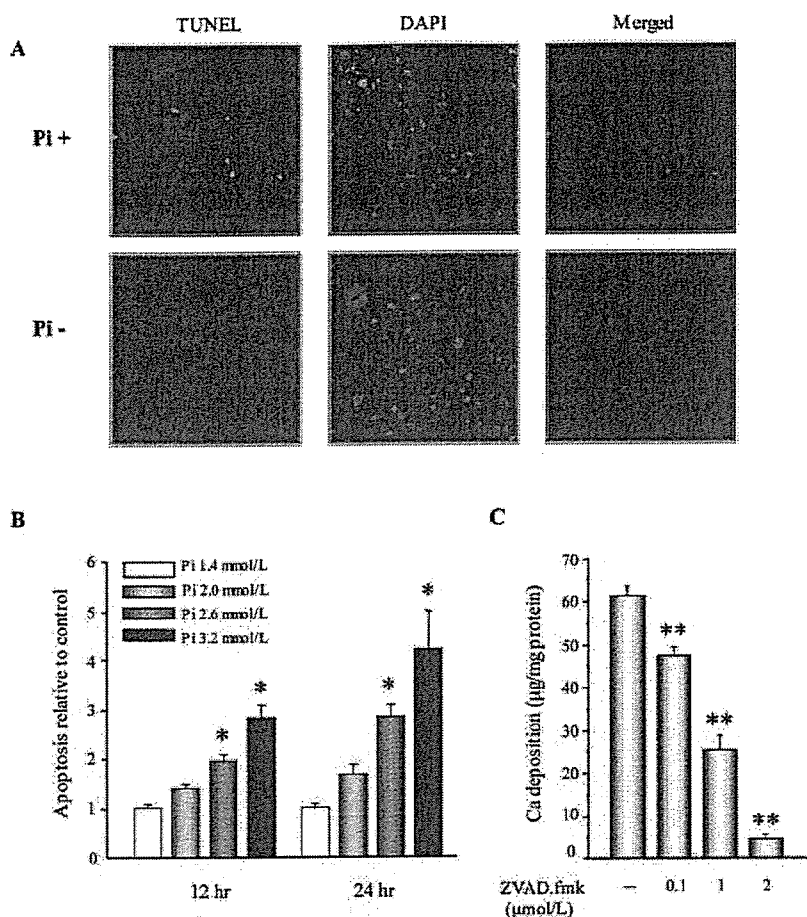 TUNEL DAPI Merged
A
Pi +
Pi -
B
Apoptosis relative to control
6
5
4
3
2
1
0
Pi 1.4 mmol/L
Pi 2.0 mmol/L
Pi 2.6 mmol/L
Pi 3.2 mmol/L
* *
* *
12 hr 24 hr
C
Ca deposition (µg/mg protein)
70
60
50
40
30
20
10
0
**
**
**
ZVAD.fmk — 0.1 1 2
(µmol/L)